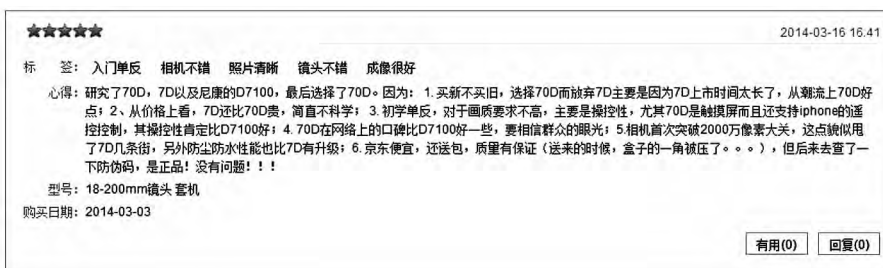 2014-03-16 16.41
标 签: 入门单反 相机不错 照片清晰 镜头不错 成像很好
心得: 研究了70D，7D以及尼康的D7100，最后选择了70D。因为： 1.买新不买旧，选择70D而放弃7D主要是因为7D上市时间太长了，从潮流上70D好
点；2、从价格上看，7D还比70D贵，简直不科学； 3.初学单反，对于画质要求不高，主要是操控性，尤其70D是触摸屏而且还支持iphone的遥
控控制，其操控性肯定比D7100好；4.70D在网络上的口碑比D7100好一些，要相信群众的眼光；5.相机首次突破2000万像素大关，这点貌似甩
了7D几条街，另外防尘防水性能也比7D有升级；6.京东便宜，还送包，质量有保证（送来的时候，盒子的一角被压了。。。），但后来去查了一
下防伪码，是正品！没有问题！！！
型号: 18-200mm镜头 套机
购买日期: 2014-03-03
有用(0) 回复(0)